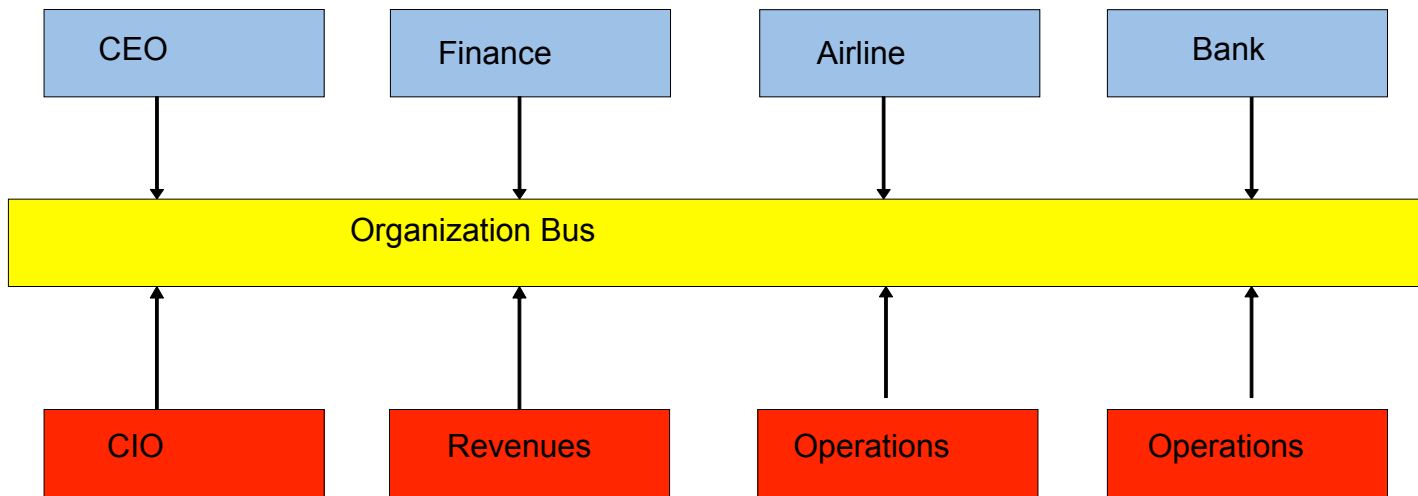 CEO
Finance
Airline
Bank
Organization Bus
CIO
Revenues
Operations
Operations